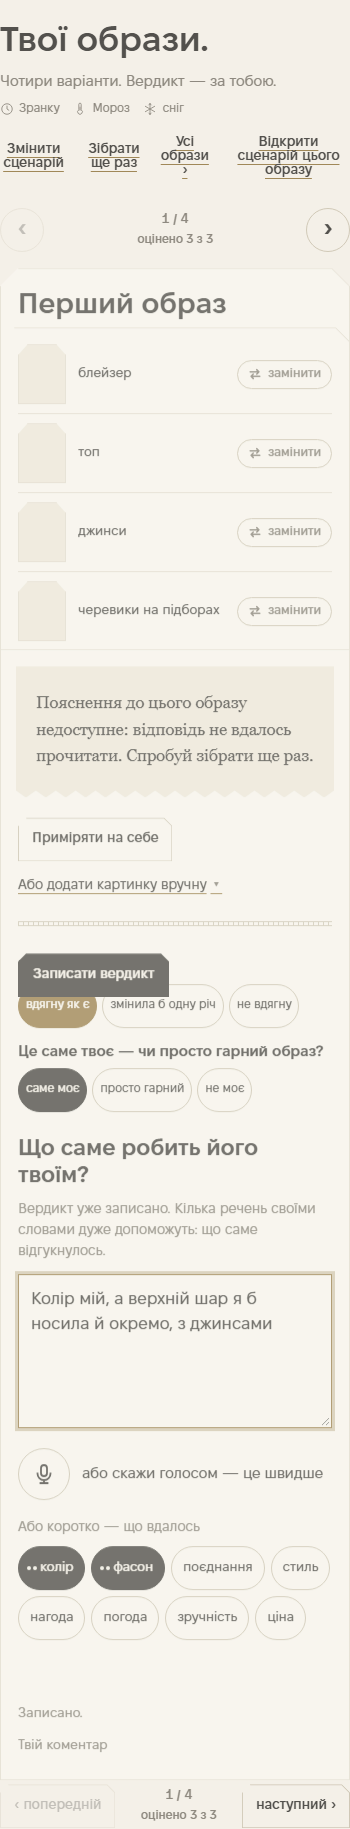 Твої образи.
Чотири варіанти. Вердикт — за тобою.
Зранку Мороз сніг
Змінити
сценарій
Зібрати
ще раз
Усі
образи
›
Відкрити
сценарій цього
образу
‹
1 / 4
оцінено 3 з 3
›
Перший образ
блейзер
замінити
топ
замінити
джинси
замінити
черевики на підборах
замінити
Пояснення до цього образу
недоступне: відповідь не вдалось
прочитати. Спробуй зібрати ще раз.
Приміряти на себе
Або додати картинку вручну
Записати вердикт
вдягну як є змінила б одну річ не вдягну
Це саме твоє — чи просто гарний образ?
саме моє просто гарний не моє
Що саме робить його
твоїм?
Вердикт уже записано. Кілька речень своїми
словами дуже допоможуть: що саме
відгукнулось.
Колір мій, а верхній шар я б
носила й окремо, з джинсами
або скажи голосом — це швидше
Або коротко — що вдалось
колір фасон поєднання стиль
нагода погода зручність ціна
Записано.
Твій коментар
‹ попередній
1 / 4
оцінено 3 з 3
наступний ›